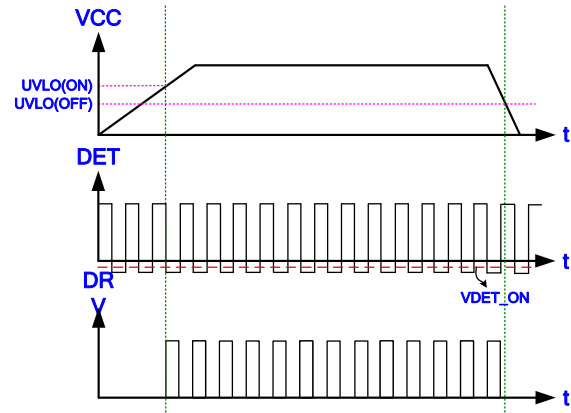 VCC
UVLO(ON)
UVLO(OFF)
t
DET
t
DR
V
VDET_ON
t